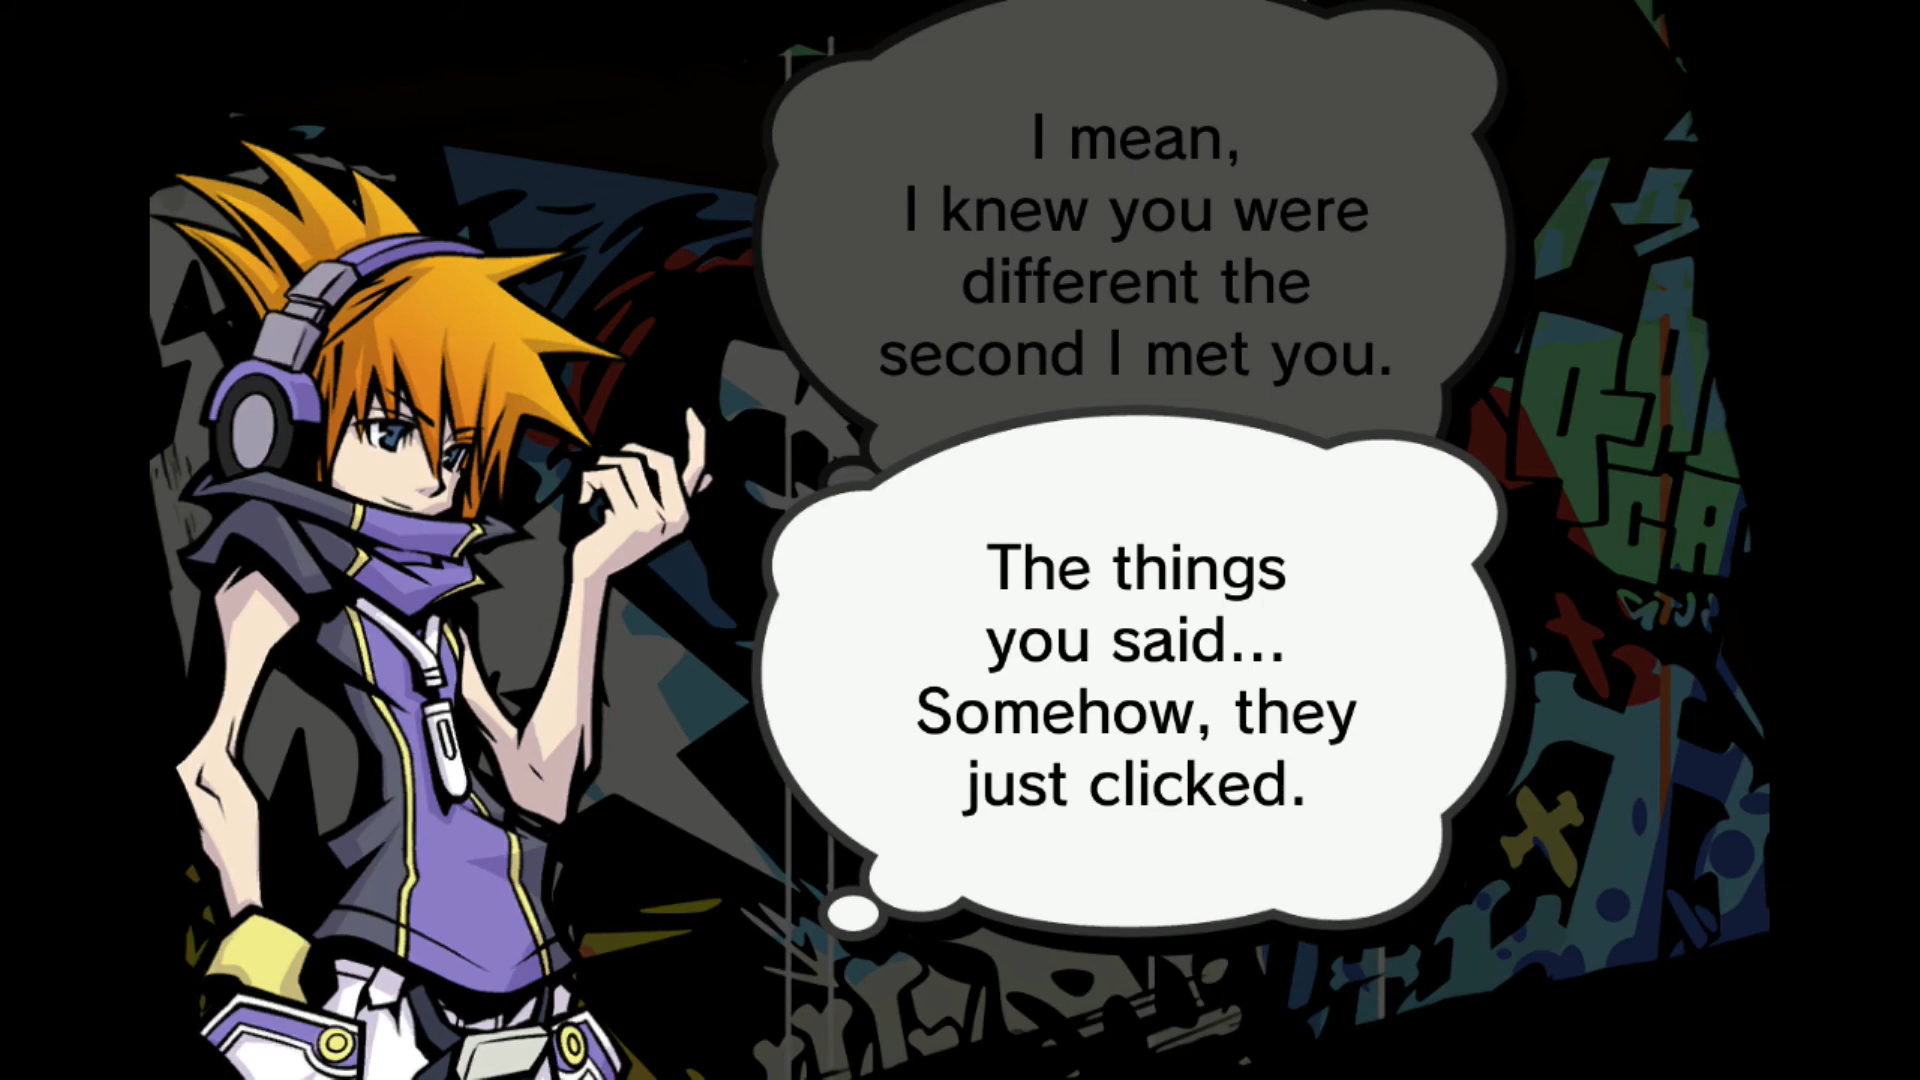 I mean,
I knew you were
different the
second I met you.
The things
you said...
Somehow, they
just clicked.